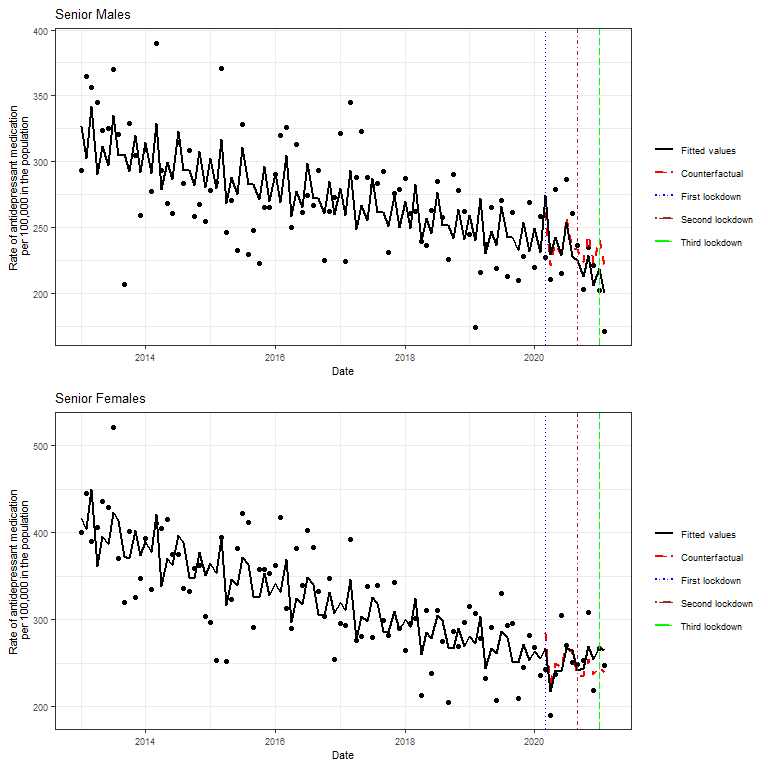 Senior Males
Rate of antidepressant medication
per 100,000 in the population
400
350
300
250
200
2014
2016
2018
2020
Date
Fitted values
Counterfactual
First lockdown
Second lockdown
Third lockdown
Senior Females
Rate of antidepressant medication
per 100,000 in the population
500
400
300
200
2014
2016
2018
2020
Date
Fitted values
Counterfactual
First lockdown
Second lockdown
Third lockdown